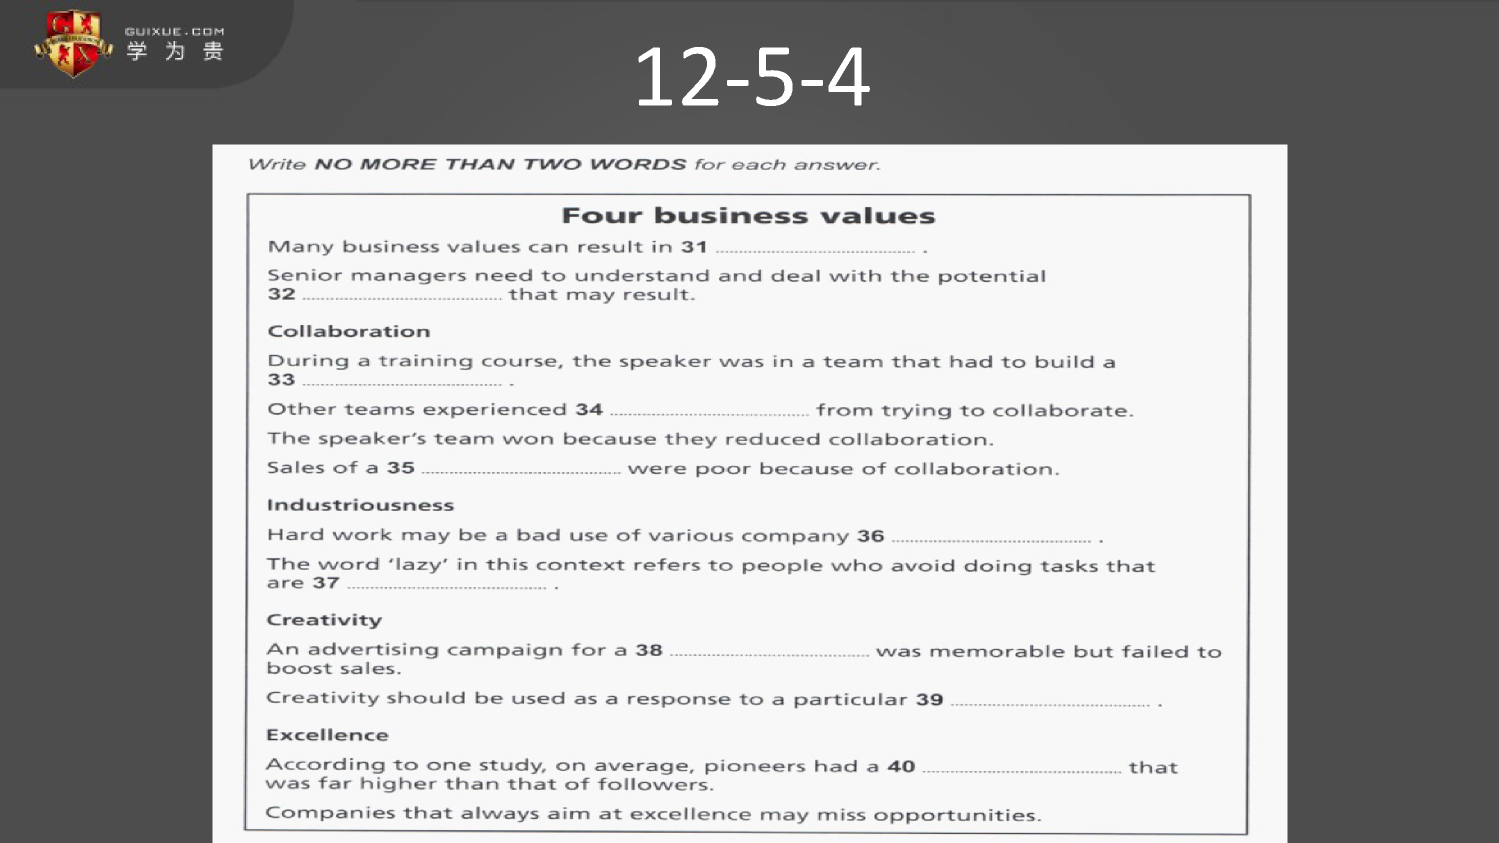 GUIXUE.COM
学为贵
12-5-4
Write NO MORE THAN TWO WORDS for each answer.
Four business values
Many business values can result in 31 .................................... .
Senior managers need to understand and deal with the potential
32 .................................... that may result.
Collaboration
During a training course, the speaker was in a team that had to build a
33 .................................... .
Other teams experienced 34 .................................... from trying to collaborate.
The speaker’s team won because they reduced collaboration.
Sales of a 35 .................................... were poor because of collaboration.
Industriousness
Hard work may be a bad use of various company 36 .................................... .
The word ‘lazy’ in this context refers to people who avoid doing tasks that
are 37 .................................... .
Creativity
An advertising campaign for a 38 .................................... was memorable but failed to
boost sales.
Creativity should be used as a response to a particular 39 .................................... .
Excellence
According to one study, on average, pioneers had a 40 .................................... that
was far higher than that of followers.
Companies that always aim at excellence may miss opportunities.